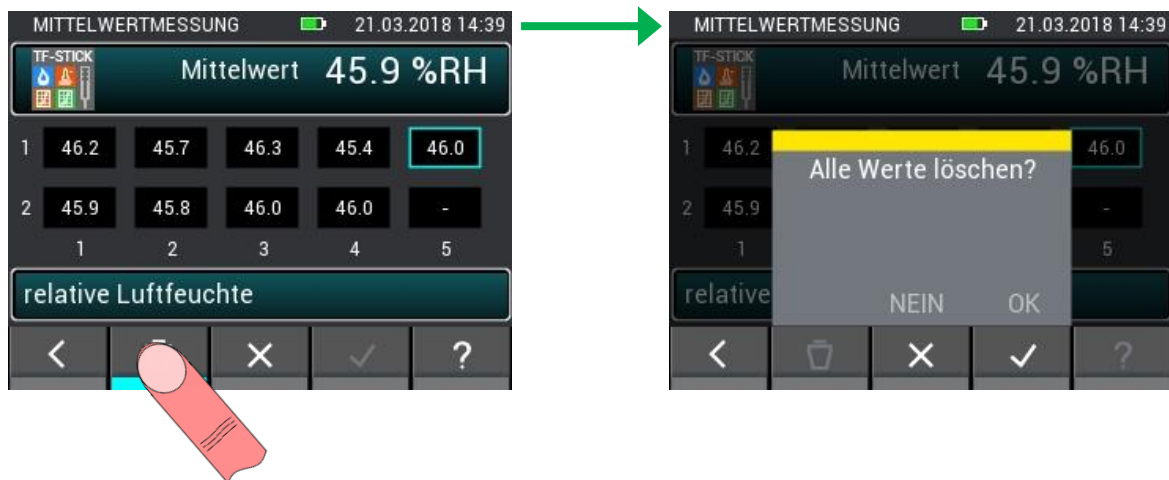 MITTELWERTMESSUNG 21.03.2018 14:39
TF-STICK
Mittelwert 45.9 %RH
1 46.2 45.7 46.3 45.4 46.0
2 45.9 45.8 46.0 46.0 -
1 2 3 4 5
relative Luftfeuchte
?
MITTELWERTMESSUNG 21.03.2018 14:39
TF-STICK
Mittelwert 45.9 %RH
1 46.2 46.0
Alle Werte löschen?
2 45.9 -
1 5
relative
NEIN OK
?